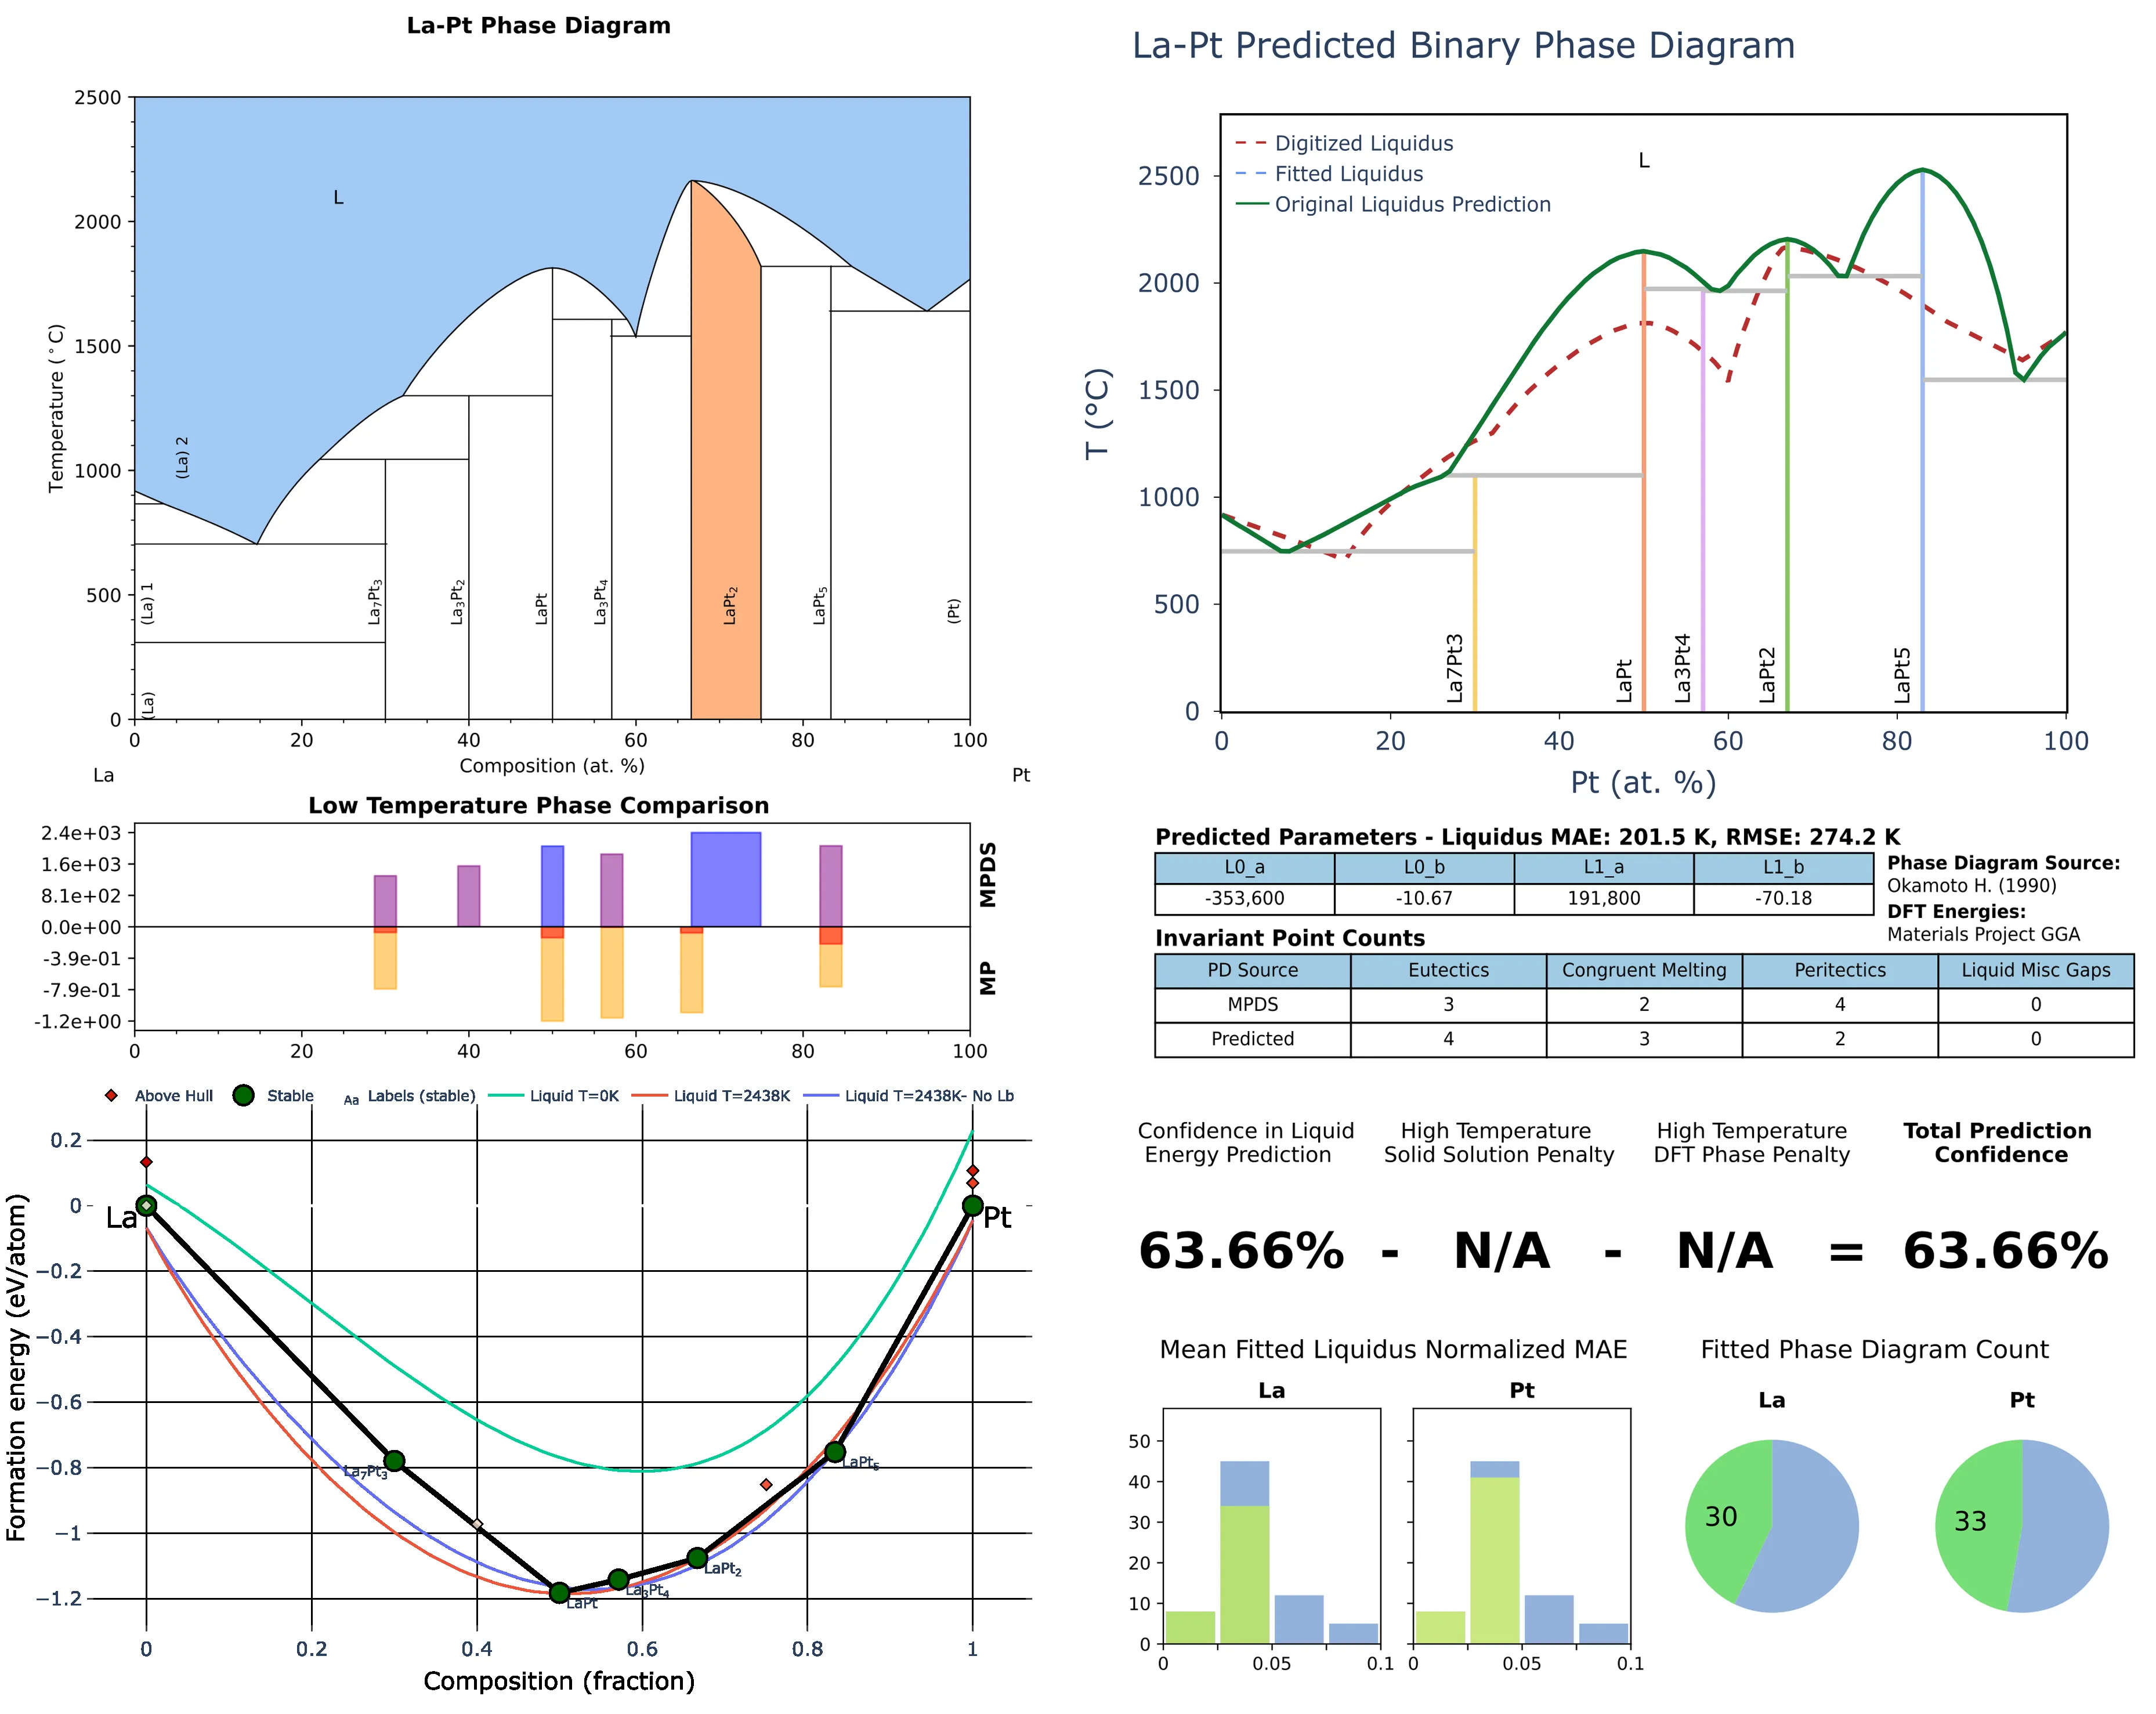 La-Pt Phase Diagram
2500
2000
1500
1000
500
0
Temperature (°C)
L
(La) 2
(La) 1
(La)
La₇Pt₃
La₃Pt₂
LaPt
La₃Pt₄
LaPt₂
LaPt₅
(Pt)
0 20 40 60 80 100
Composition (at. %)
La Pt
Low Temperature Phase Comparison
2.4e+03
1.6e+03
8.1e+02
0.0e+00
-3.9e-01
-7.9e-01
-1.2e+00
MPDS
MP
0 20 40 60 80 100
Above Hull Stable Aa Labels (stable) Liquid T=0K Liquid T=2438K Liquid T=2438K- No Lb
0.2
0
−0.2
−0.4
−0.6
−0.8
−1
−1.2
Formation energy (eV/atom)
La
Pt
La₇Pt₃
LaPt
La₃Pt₄
LaPt₂
LaPt₅
0 0.2 0.4 0.6 0.8 1
Composition (fraction)
La-Pt Predicted Binary Phase Diagram
Digitized Liquidus
Fitted Liquidus
Original Liquidus Prediction
L
2500
2000
1500
1000
500
0
T (°C)
La7Pt3
LaPt
La3Pt4
LaPt2
LaPt5
0 20 40 60 80 100
Pt (at. %)
Predicted Parameters - Liquidus MAE: 201.5 K, RMSE: 274.2 K
L0_a L0_b L1_a L1_b
-353,600 -10.67 191,800 -70.18
Phase Diagram Source:
Okamoto H. (1990)
DFT Energies:
Materials Project GGA
Invariant Point Counts
PD Source Eutectics Congruent Melting Peritectics Liquid Misc Gaps
MPDS 3 2 4 0
Predicted 4 3 2 0
Confidence in Liquid
Energy Prediction
High Temperature
Solid Solution Penalty
High Temperature
DFT Phase Penalty
Total Prediction
Confidence
63.66% - N/A - N/A = 63.66%
Mean Fitted Liquidus Normalized MAE
La
Pt
50
40
30
20
10
0
0 0.05 0.1
0 0.05 0.1
Fitted Phase Diagram Count
La
Pt
30
33